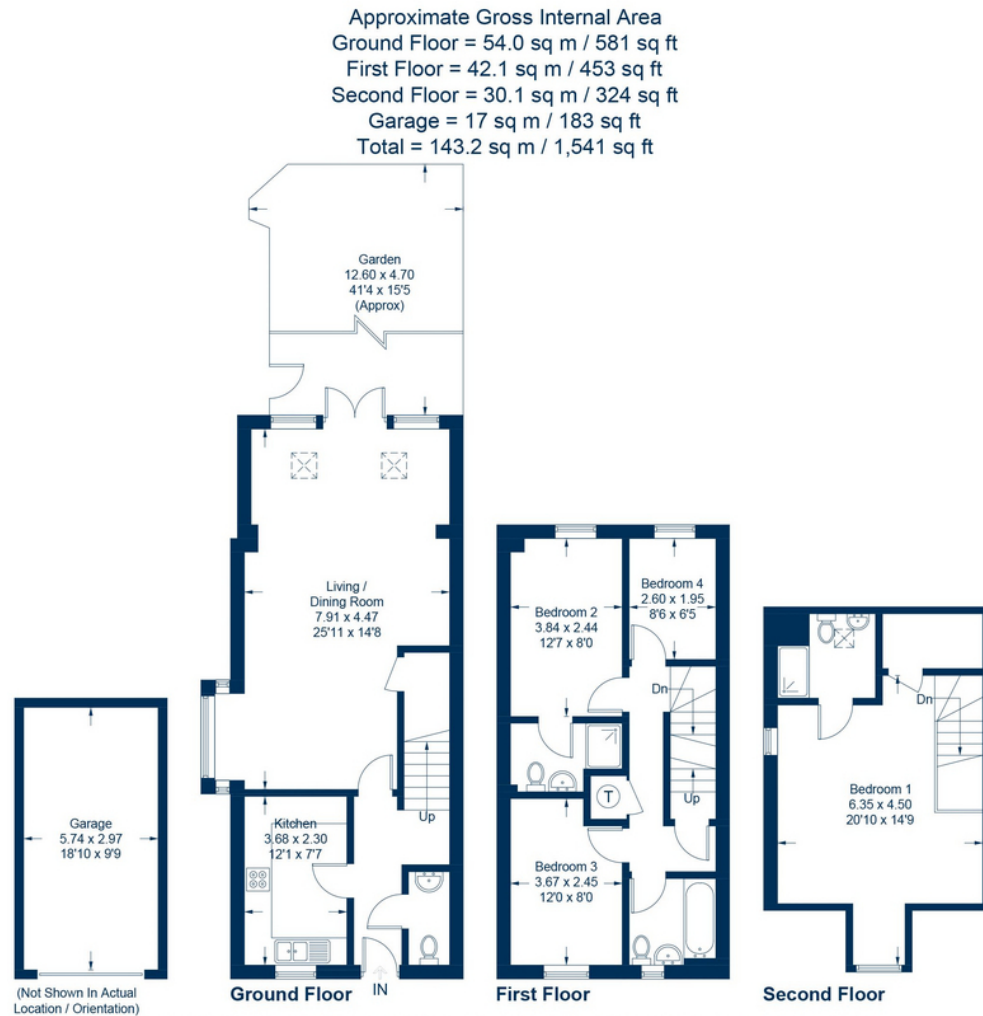 Approximate Gross Internal Area
Ground Floor = 54.0 sq m / 581 sq ft
First Floor = 42.1 sq m / 453 sq ft
Second Floor = 30.1 sq m / 324 sq ft
Garage = 17 sq m / 183 sq ft
Total = 143.2 sq m / 1,541 sq ft
Garden
12.60 x 4.70
41'4 x 15'5
(Approx)
Living /
Dining Room
7.91 x 4.47
25'11 x 14'8
Up
Kitchen
3.68 x 2.30
12'1 x 7'7
IN
Ground Floor
Garage
5.74 x 2.97
18'10 x 9'9
(Not Shown In Actual
Location / Orientation)
Bedroom 4
2.60 x 1.95
8'6 x 6'5
Bedroom 2
3.84 x 2.44
12'7 x 8'0
Dn
T
Up
Bedroom 3
3.67 x 2.45
12'0 x 8'0
First Floor
Dn
Bedroom 1
6.35 x 4.50
20'10 x 14'9
Second Floor